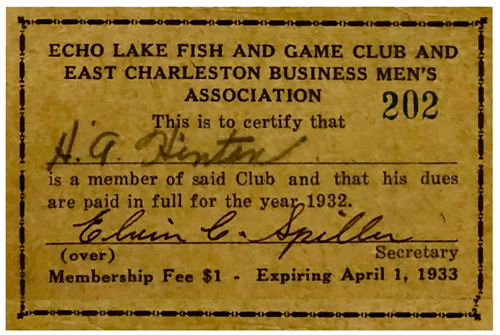 ECHO LAKE FISH AND GAME CLUB AND
EAST CHARLESTON BUSINESS MEN'S
ASSOCIATION
202
This is to certify that
H. A. Hinton
is a member of said Club and that his dues
are paid in full for the year 1932.
Elwin C. Spiller
(over) Secretary
Membership Fee $1 - Expiring April 1, 1933